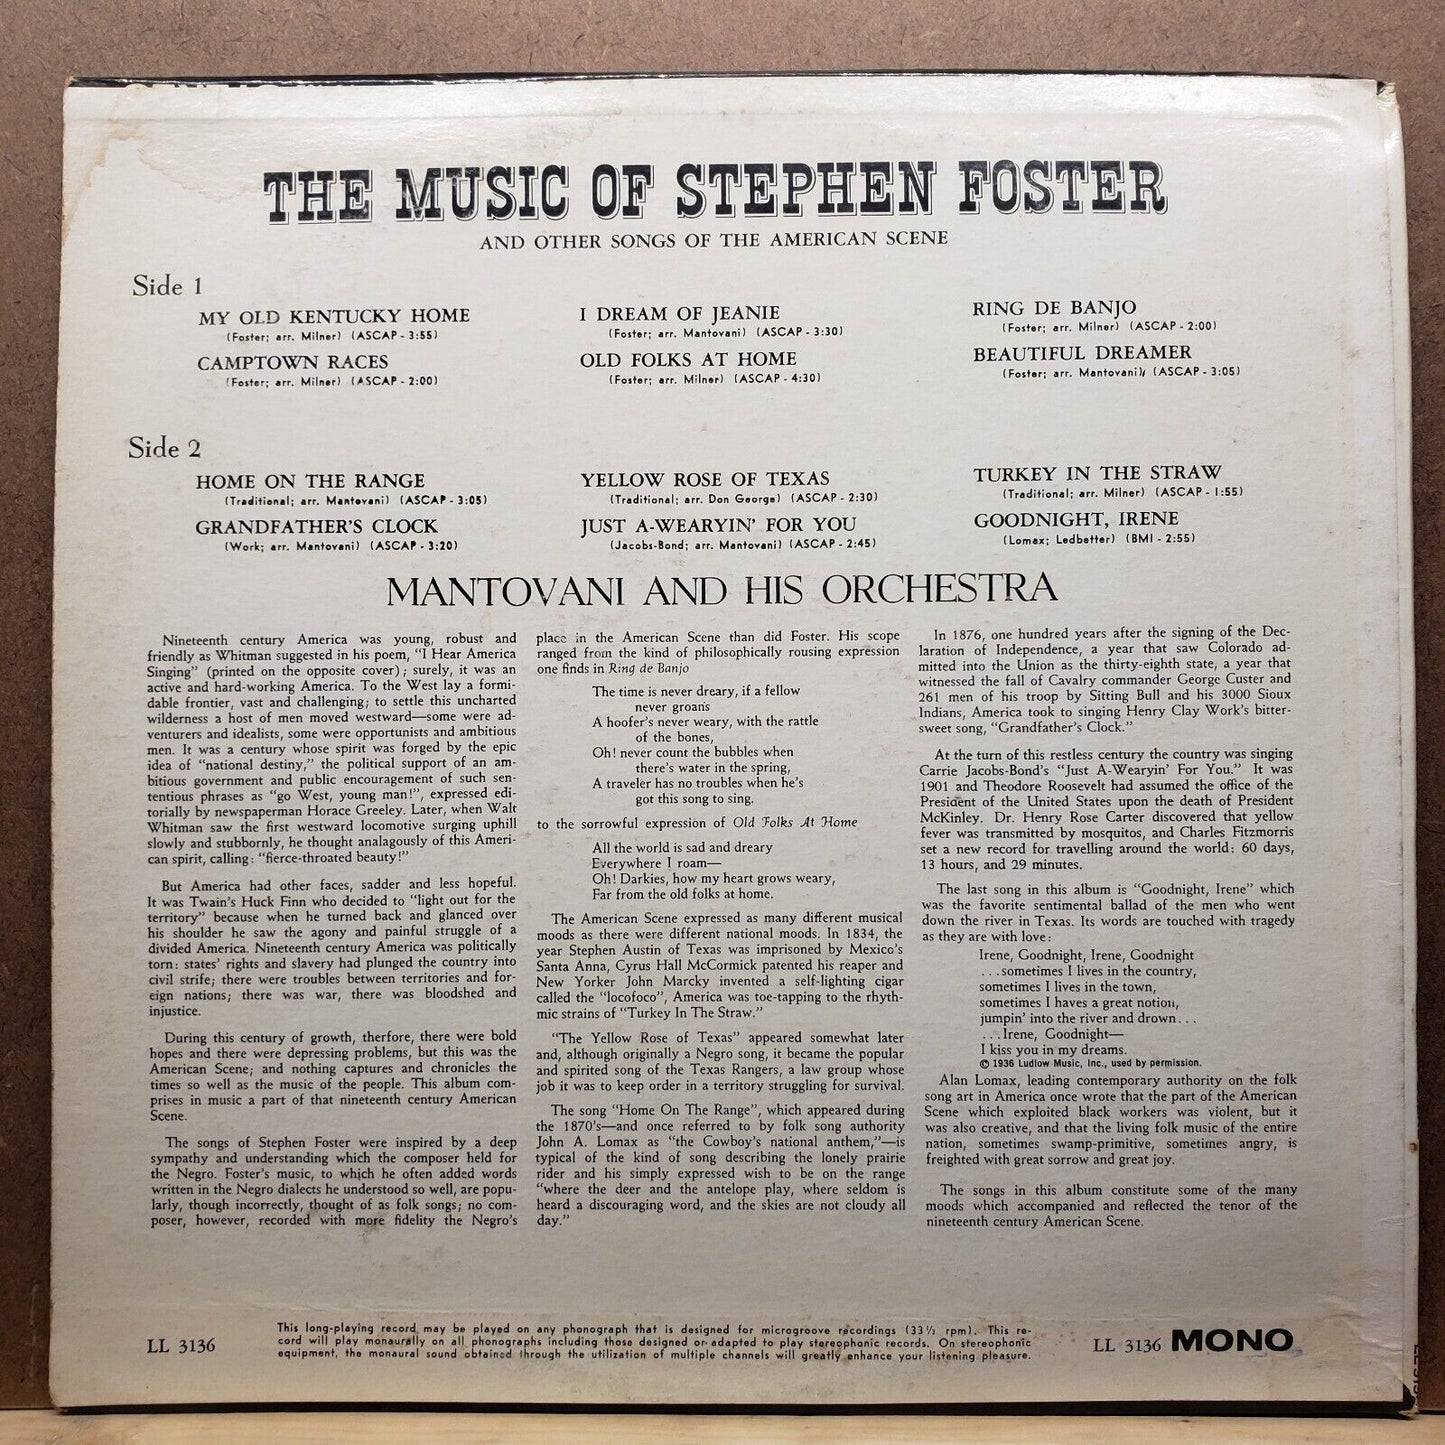 THE MUSIC OF STEPHEN FOSTER
AND OTHER SONGS OF THE AMERICAN SCENE
Side 1
MY OLD KENTUCKY HOME
(Foster; arr. Milner) (ASCAP - 3:55)
CAMPTOWN RACES
(Foster; arr. Milner) (ASCAP - 2:00)
I DREAM OF JEANIE
(Foster; arr. Mantovani) (ASCAP - 3:30)
OLD FOLKS AT HOME
(Foster; arr. Milner) (ASCAP - 4:30)
RING DE BANJO
(Foster; arr. Milner) (ASCAP - 2:00)
BEAUTIFUL DREAMER
(Foster; arr. Mantovani) (ASCAP - 3:05)
Side 2
HOME ON THE RANGE
(Traditional; arr. Mantovani) (ASCAP - 3:05)
GRANDFATHER'S CLOCK
(Work; arr. Mantovani) (ASCAP - 3:20)
YELLOW ROSE OF TEXAS
(Traditional; arr. Don George) (ASCAP - 2:30)
JUST A-WEARYIN' FOR YOU
(Jacobs-Bond; arr. Mantovani) (ASCAP - 2:45)
TURKEY IN THE STRAW
(Traditional; arr. Milner) (ASCAP - 1:55)
GOODNIGHT, IRENE
(Lomax; Ledbetter) (BMI - 2:55)
MANTOVANI AND HIS ORCHESTRA
Nineteenth century America was young, robust and
friendly as Whitman suggested in his poem, "I Hear America
Singing" (printed on the opposite cover); surely, it was an
active and hard-working America. To the West lay a formi-
dable frontier, vast and challenging; to settle this uncharted
wilderness a host of men moved westward—some were ad-
venturers and idealists, some were opportunists and ambitious
men. It was a century whose spirit was forged by the epic
idea of "national destiny," the political support of an am-
bitious government and public encouragement of such sen-
tentious phrases as "go West, young man!", expressed edi-
torially by newspaperman Horace Greeley. Later, when Walt
Whitman saw the first westward locomotive surging uphill
slowly and stubbornly, he thought analagously of this Ameri-
can spirit, calling: "fierce-throated beauty!"
But America had other faces, sadder and less hopeful.
It was Twain's Huck Finn who decided to "light out for the
territory" because when he turned back and glanced over
his shoulder he saw the agony and painful struggle of a
divided America. Nineteenth century America was politically
torn: states' rights and slavery had plunged the country into
civil strife; there were troubles between territories and for-
eign nations; there was war, there was bloodshed and
injustice.
During this century of growth, therfore, there were bold
hopes and there were depressing problems, but this was the
American Scene; and nothing captures and chronicles the
times so well as the music of the people. This album com-
prises in music a part of that nineteenth century American
Scene.
The songs of Stephen Foster were inspired by a deep
sympathy and understanding which the composer held for
the Negro. Foster's music, to which he often added words
written in the Negro dialects he understood so well, are popu-
larly, though incorrectly, thought of as folk songs; no com-
poser, however, recorded with more fidelity the Negro's
place in the American Scene than did Foster. His scope
ranged from the kind of philosophically rousing expression
one finds in Ring de Banjo
The time is never dreary, if a fellow
never groans
A hoofer's never weary, with the rattle
of the bones,
Oh! never count the bubbles when
there's water in the spring,
A traveler has no troubles when he's
got this song to sing.
to the sorrowful expression of Old Folks At Home
All the world is sad and dreary
Everywhere I roam—
Oh! Darkies, how my heart grows weary,
Far from the old folks at home.
The American Scene expressed as many different musical
moods as there were different national moods. In 1834, the
year Stephen Austin of Texas was imprisoned by Mexico's
Santa Anna, Cyrus Hall McCormick patented his reaper and
New Yorker John Marcky invented a self-lighting cigar
called the "locofoco", America was toe-tapping to the rhyth-
mic strains of "Turkey In The Straw."
"The Yellow Rose of Texas" appeared somewhat later
and, although originally a Negro song, it became the popular
and spirited song of the Texas Rangers, a law group whose
job it was to keep order in a territory struggling for survival.
The song "Home On The Range", which appeared during
the 1870's—and once referred to by folk song authority
John A. Lomax as "the Cowboy's national anthem,"—is
typical of the kind of song describing the lonely prairie
rider and his simply expressed wish to be on the range
"where the deer and the antelope play, where seldom is
heard a discouraging word, and the skies are not cloudy all
day."
In 1876, one hundred years after the signing of the Dec-
laration of Independence, a year that saw Colorado ad-
mitted into the Union as the thirty-eighth state, a year that
witnessed the fall of Cavalry commander George Custer and
261 men of his troop by Sitting Bull and his 3000 Sioux
Indians, America took to singing Henry Clay Work's bitter-
sweet song, "Grandfather's Clock."
At the turn of this restless century the country was singing
Carrie Jacobs-Bond's "Just A-Wearyin' For You." It was
1901 and Theodore Roosevelt had assumed the office of the
President of the United States upon the death of President
McKinley. Dr. Henry Rose Carter discovered that yellow
fever was transmitted by mosquitos, and Charles Fitzmorris
set a new record for travelling around the world: 60 days,
13 hours, and 29 minutes.
The last song in this album is "Goodnight, Irene" which
was the favorite sentimental ballad of the men who went
down the river in Texas. Its words are touched with tragedy
as they are with love:
Irene, Goodnight, Irene, Goodnight
. . .sometimes I lives in the country,
sometimes I lives in the town,
sometimes I haves a great notion,
jumpin' into the river and drown. . .
. . .Irene, Goodnight—
I kiss you in my dreams.
© 1936 Ludlow Music, Inc., used by permission.
Alan Lomax, leading contemporary authority on the folk
song art in America once wrote that the part of the American
Scene which exploited black workers was violent, but it
was also creative, and that the living folk music of the entire
nation, sometimes swamp-primitive, sometimes angry, is
freighted with great sorrow and great joy.
The songs in this album constitute some of the many
moods which accompanied and reflected the tenor of the
nineteenth century American Scene.
LL 3136
This long-playing record may be played on any phonograph that is designed for microgroove recordings (33 1/3 rpm). This re-
cord will play monaurally on all phonographs including those designed or adapted to play stereophonic records. On stereophonic
equipment, the monaural sound obtained through the utilization of multiple channels will greatly enhance your listening pleasure.
LL 3136 MONO